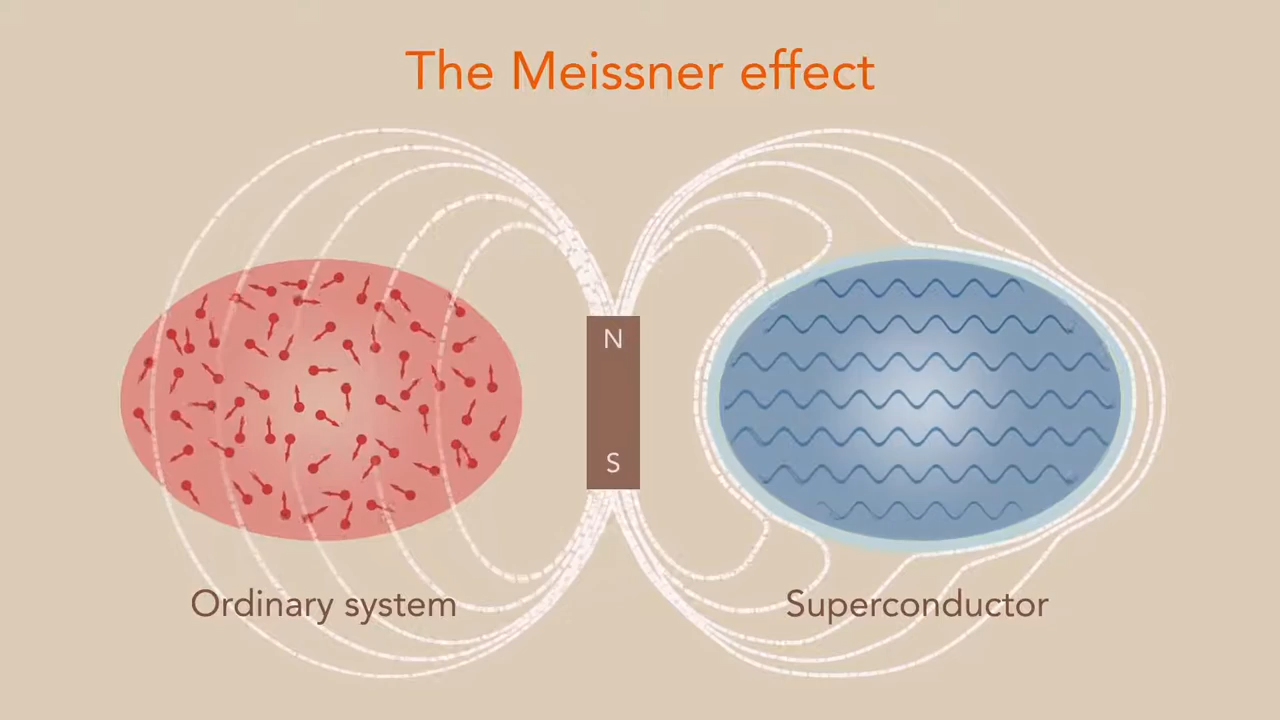 The Meissner effect
N
S
Ordinary system
Superconductor